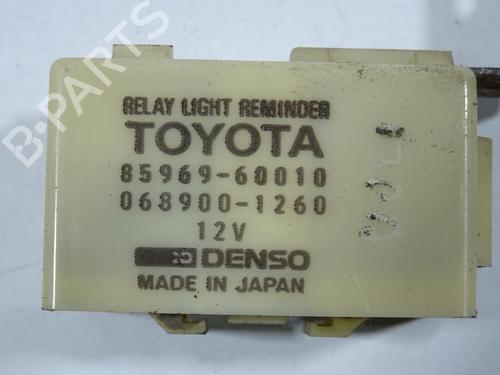 RELAY LIGHT REMINDER
TOYOTA
85969-60010
068900-1260
12V
DENSO
MADE IN JAPAN
B-PARTS